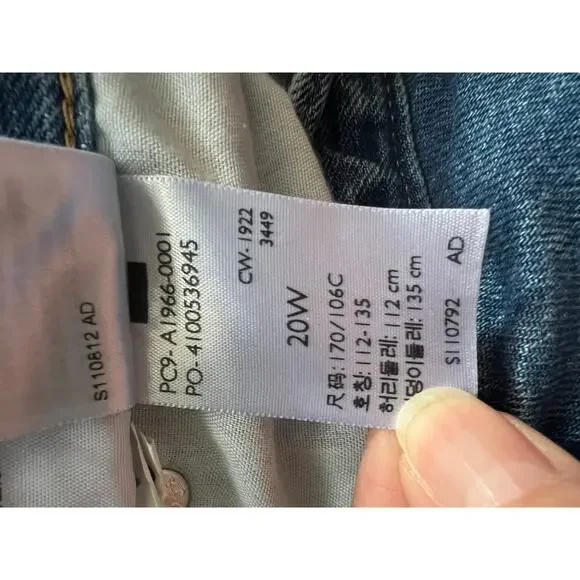 S110812 AD
PC9- A1966-0001
PO- 4100536945
CW-1922
3449
20W
尺码: 170/106C
호칭: 112-135
허리둘레: 112 cm
덩이둘레: 135 cm
S110792 AD